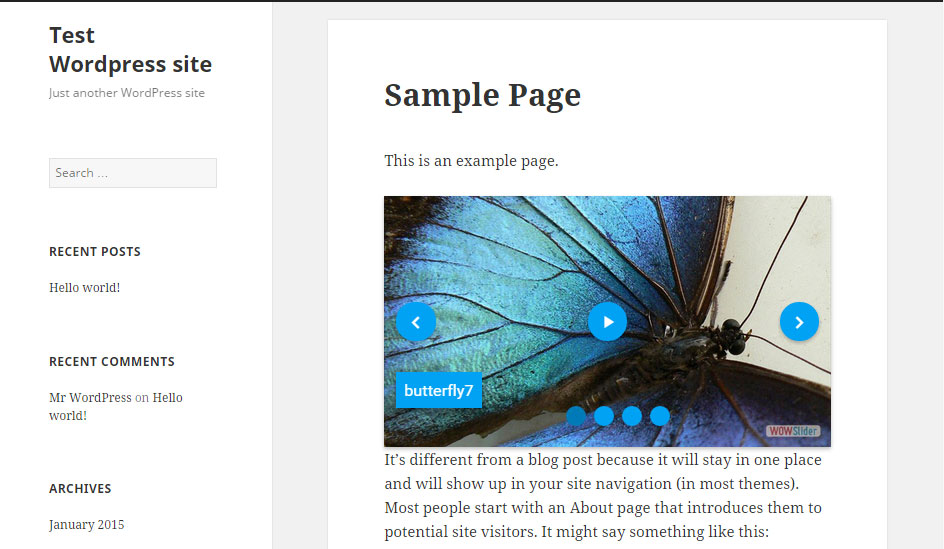 Test
Wordpress site
Just another WordPress site
Search …
RECENT POSTS
Hello world!
RECENT COMMENTS
Mr WordPress on Hello
world!
ARCHIVES
January 2015
Sample Page
This is an example page.
butterfly7
WOWSlider
It’s different from a blog post because it will stay in one place
and will show up in your site navigation (in most themes).
Most people start with an About page that introduces them to
potential site visitors. It might say something like this: